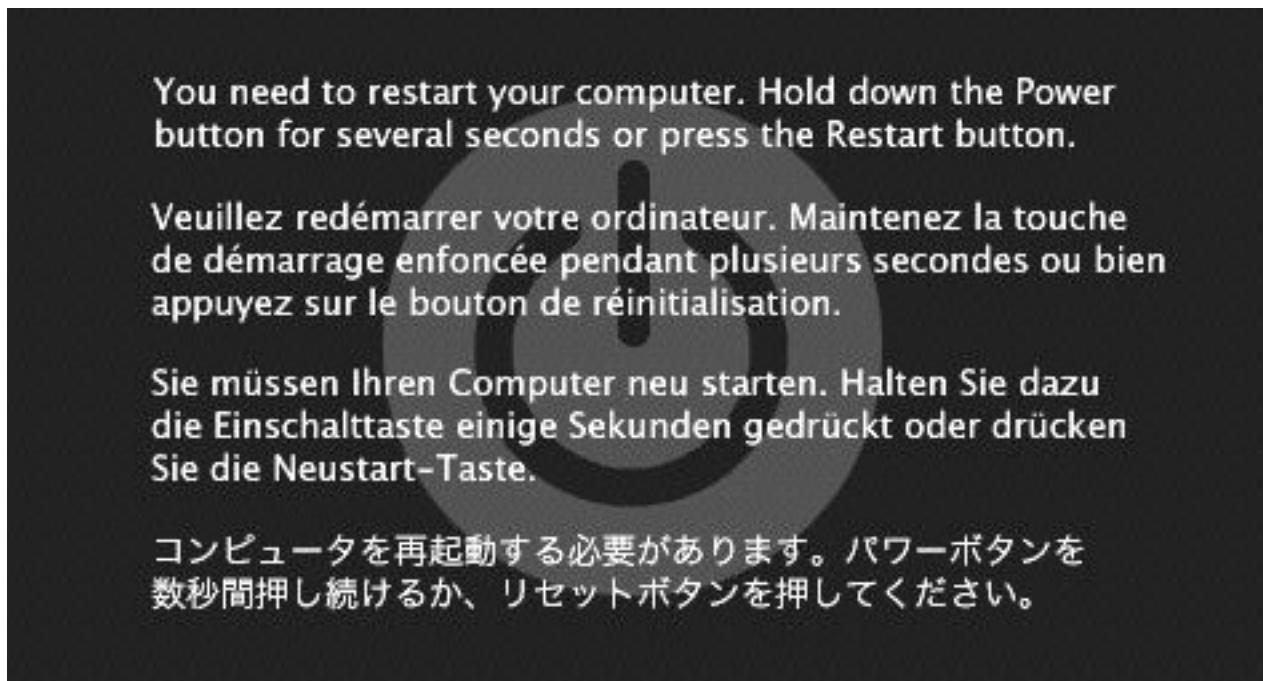 You need to restart your computer. Hold down the Power
button for several seconds or press the Restart button.
Veuillez redémarrer votre ordinateur. Maintenez la touche
de démarrage enfoncée pendant plusieurs secondes ou bien
appuyez sur le bouton de réinitialisation.
Sie müssen Ihren Computer neu starten. Halten Sie dazu
die Einschalttaste einige Sekunden gedrückt oder drücken
Sie die Neustart-Taste.
コンピュータを再起動する必要があります。パワーボタンを
数秒間押し続けるか、リセットボタンを押してください。